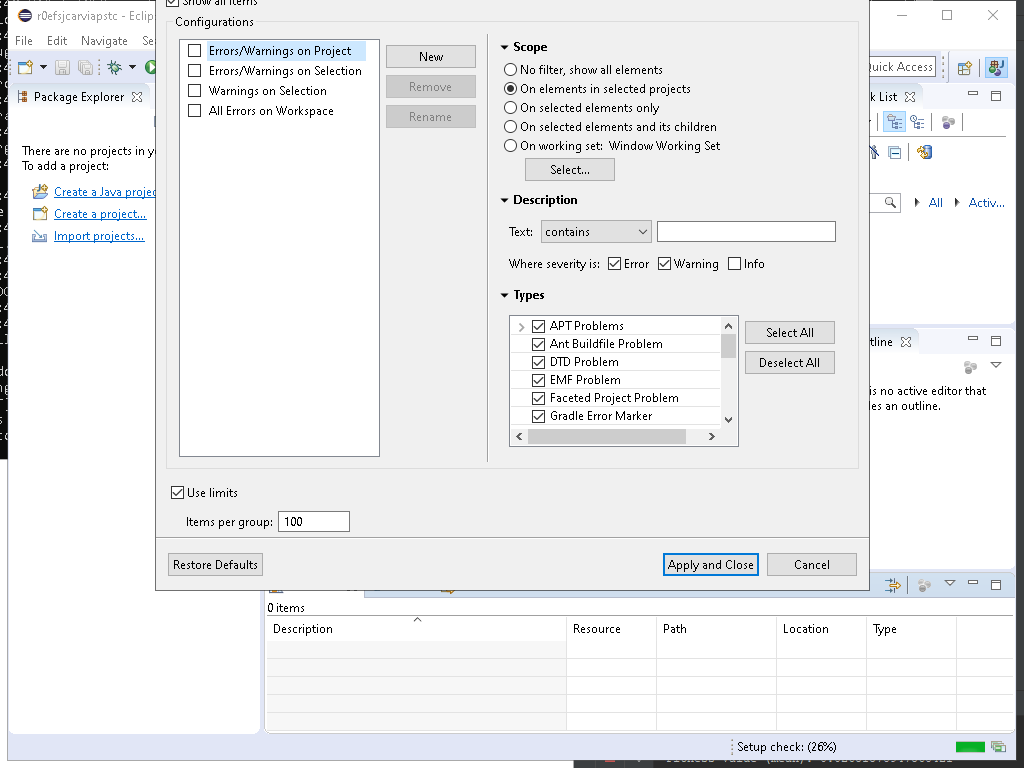 Show all items
r0efsjcarviapstc - Eclip
Configurations
File Edit Navigate Se
Errors/Warnings on Project
Errors/Warnings on Selection
Warnings on Selection
All Errors on Workspace
New
Remove
Rename
Scope
No filter, show all elements
On elements in selected projects
On selected elements only
On selected elements and its children
On working set: Window Working Set
Select...
Quick Access
Package Explorer
k List
There are no projects in y
To add a project:
Create a Java projec
Create a project...
Import projects...
All Activ...
Description
Text: contains
Where severity is: Error Warning Info
Types
APT Problems
Ant Buildfile Problem
DTD Problem
EMF Problem
Faceted Project Problem
Gradle Error Marker
Select All
Deselect All
tline
is no active editor that
des an outline.
Use limits
Items per group: 100
Restore Defaults
Apply and Close
Cancel
0 items
Description Resource Path Location Type
Setup check: (26%)